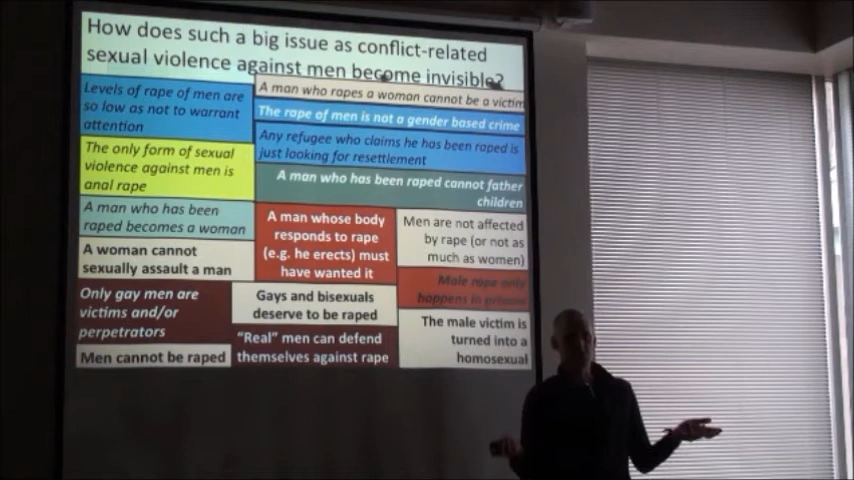 How does such a big issue as conflict-related
sexual violence against men become invisible?
Levels of rape of men are
so low as not to warrant
attention
A man who rapes a woman cannot be a victim
The rape of men is not a gender based crime
Any refugee who claims he has been raped is
just looking for resettlement
The only form of sexual
violence against men is
anal rape
A man who has been raped cannot father
children
A man who has been
raped becomes a woman
A man whose body
responds to rape
(e.g. he erects) must
have wanted it
Men are not affected
by rape (or not as
much as women)
A woman cannot
sexually assault a man
Male rape only
happens in prisons
Only gay men are
victims and/or
perpetrators
Gays and bisexuals
deserve to be raped
The male victim is
turned into a
homosexual
Men cannot be raped
"Real" men can defend
themselves against rape